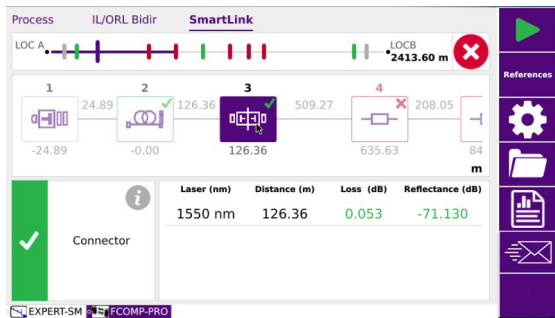 Process IL/ORL Bidir SmartLink
LOC A LOCB
2413.60 m
References
1 2 3 4
24.89 126.36 509.27 208.05
-24.89 -0.00 126.36 635.63 84
m
Laser (nm) Distance (m) Loss (dB) Reflectance (dB)
1550 nm 126.36 0.053 -71.130
i
Connector
EXPERT-SM FCOMP-PRO